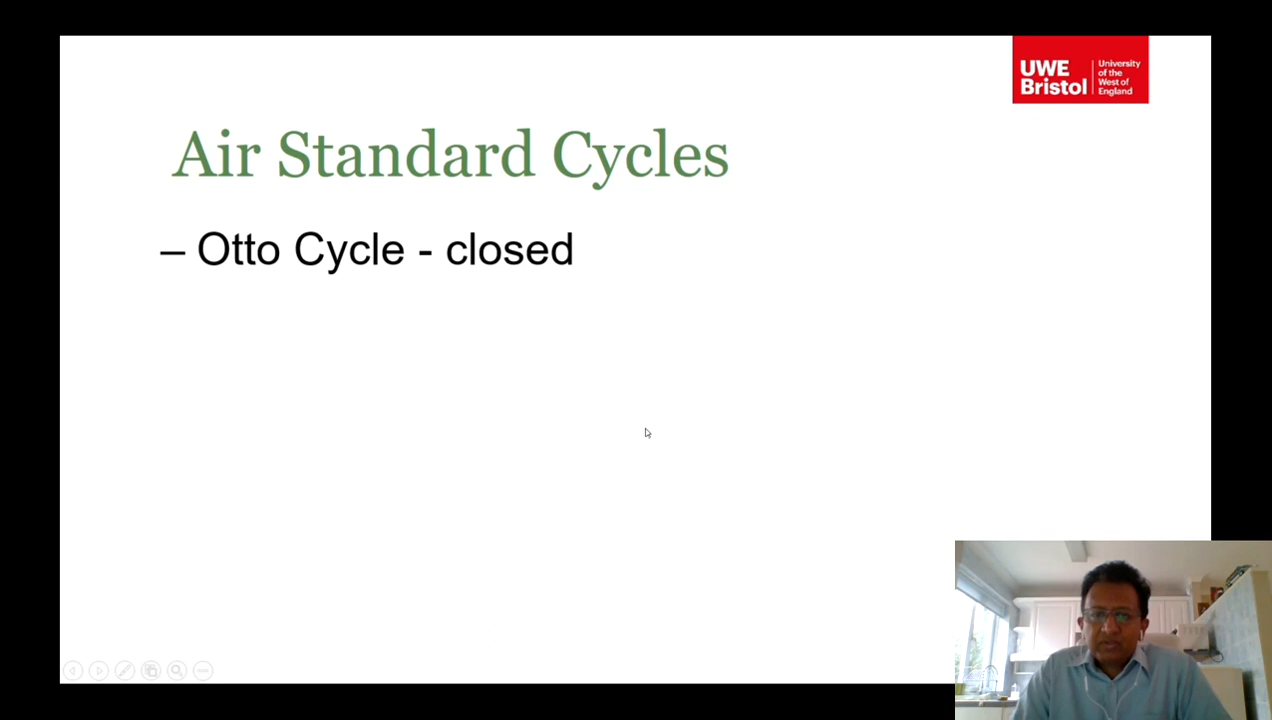 UWE
Bristol
University
of the
West of
England
Air Standard Cycles
– Otto Cycle - closed